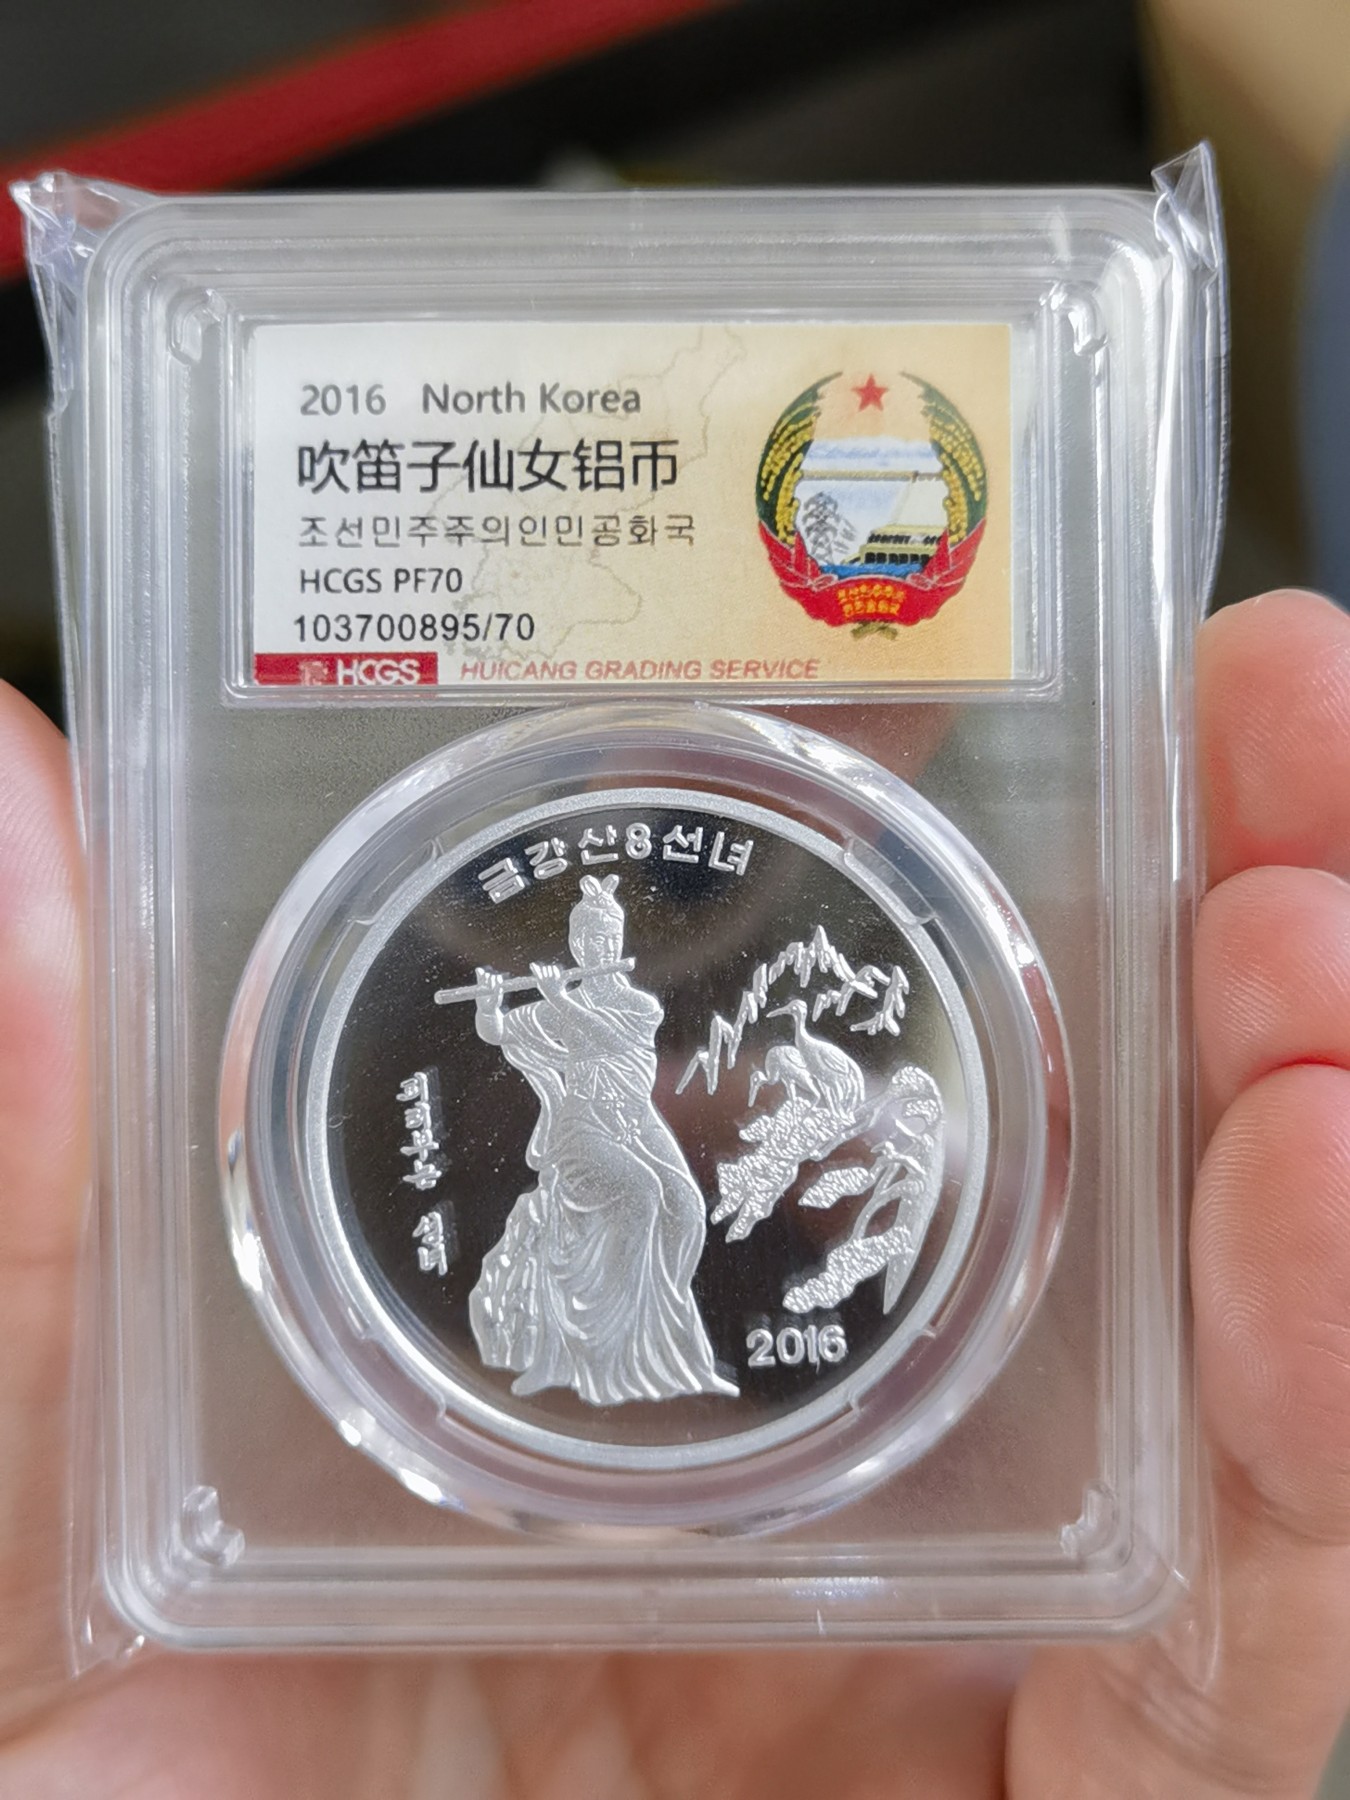 2016 North Korea
吹笛子仙女铝币
조선민주주의인민공화국
HCGS PF70
103700895/70
HCGS HUICANG GRADING SERVICE
금강산8선녀
2016